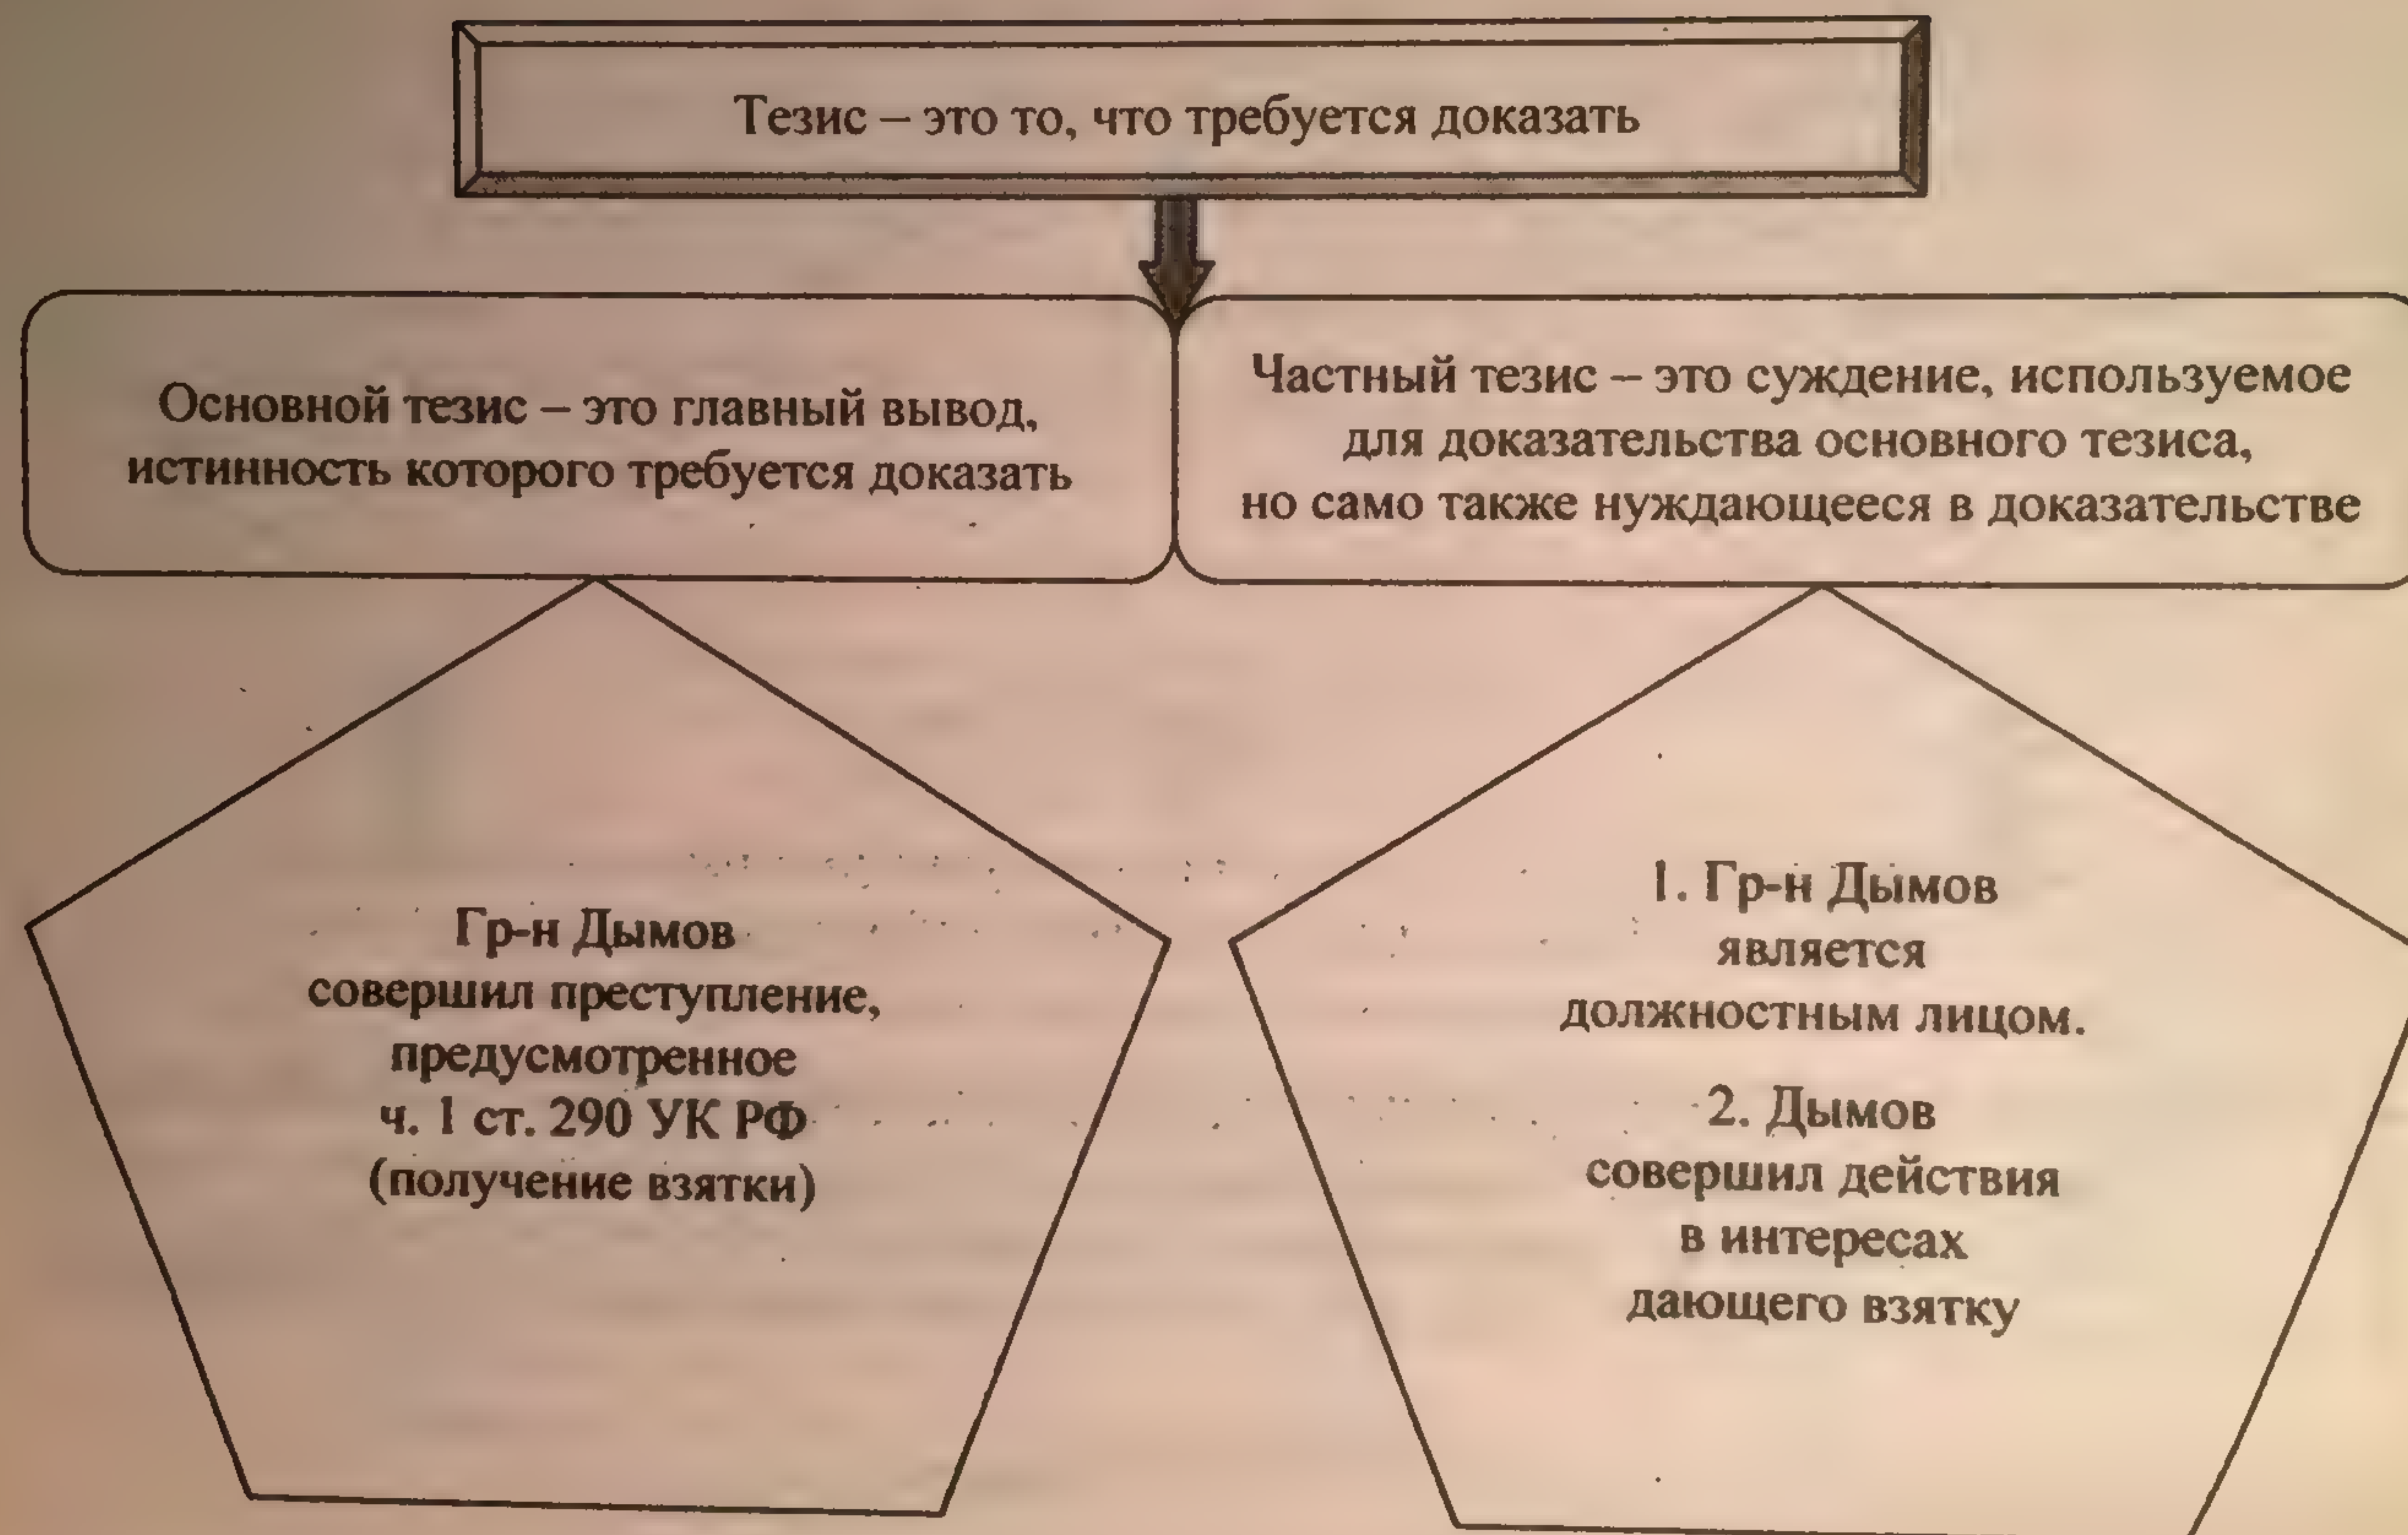 Тезис – это то, что требуется доказать
Основной тезис – это главный вывод,
истинность которого требуется доказать
Частный тезис – это суждение, используемое
для доказательства основного тезиса,
но само также нуждающееся в доказательстве
Гр-н Дымов
совершил преступление,
предусмотренное
ч. 1 ст. 290 УК РФ
(получение взятки)
1. Гр-н Дымов
является
должностным лицом.
2. Дымов
совершил действия
в интересах
дающего взятку